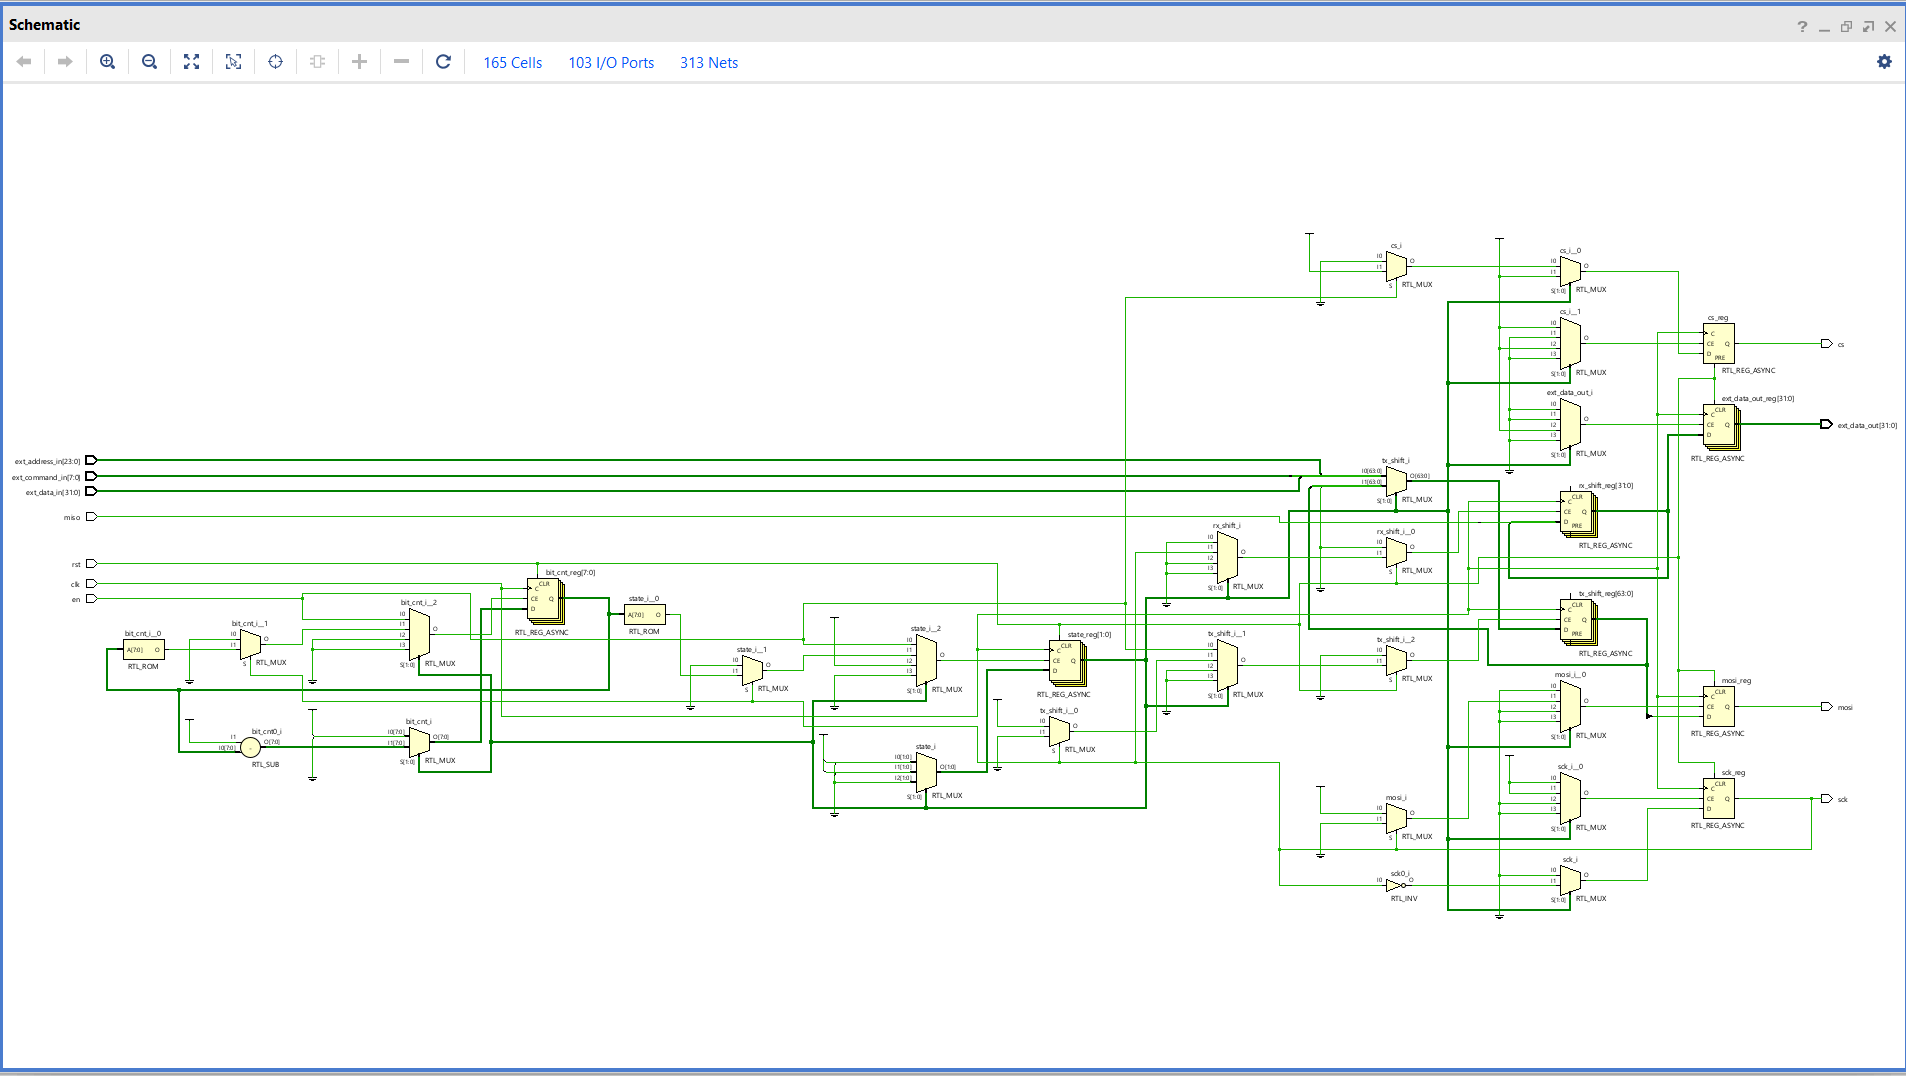 Schematic
165 Cells 103 I/O Ports 313 Nets
cs_i
I0
I1
O
S
RTL_MUX
cs_i__0
I0
I1
O
S[1:0]
RTL_MUX
cs_i__1
I0
I1
I2
I3
O
S[1:0]
RTL_MUX
cs_reg
C
CE
D
Q
PRE
RTL_REG_ASYNC
cs
ext_data_out_i
I0
I1
I2
I3
O
S[1:0]
RTL_MUX
ext_data_out_reg[31:0]
CLR
C
CE
D
Q
RTL_REG_ASYNC
ext_data_out[31:0]
ext_address_in[23:0]
ext_command_in[7:0]
ext_data_in[31:0]
miso
rst
clk
en
tx_shift_i
I0[63:0]
I1[63:0]
O[63:0]
S[1:0]
RTL_MUX
rx_shift_reg[31:0]
CLR
C
CE
D
Q
PRE
RTL_REG_ASYNC
rx_shift_i
I0
I1
I2
I3
O
S[1:0]
RTL_MUX
rx_shift_i__0
I0
I1
O
S
RTL_MUX
bit_cnt_reg[7:0]
CLR
C
CE
D
Q
RTL_REG_ASYNC
state_i__0
A[7:0] O
RTL_ROM
bit_cnt_i__2
I0
I1
I2
I3
O
S[1:0]
RTL_MUX
bit_cnt_i__1
I0
I1
O
S
RTL_MUX
bit_cnt_i__0
A[7:0] O
RTL_ROM
tx_shift_reg[63:0]
CLR
C
CE
D
Q
PRE
RTL_REG_ASYNC
state_i__2
I0
I1
I2
I3
O
S[1:0]
RTL_MUX
state_i__1
I0
I1
O
S
RTL_MUX
state_reg[1:0]
CLR
C
CE
D
Q
RTL_REG_ASYNC
tx_shift_i__1
I0
I1
I2
I3
O
S[1:0]
RTL_MUX
tx_shift_i__2
I0
I1
O
S
RTL_MUX
mosi_i__0
I0
I1
I2
I3
O
S[1:0]
RTL_MUX
mosi_reg
CLR
C
CE
D
Q
RTL_REG_ASYNC
mosi
tx_shift_i__0
I0
I1
O
S
RTL_MUX
bit_cnt0_i
I1
I0[7:0]
O[7:0]
-
RTL_SUB
bit_cnt_i
I0[7:0]
I1[7:0]
O[7:0]
S[1:0]
RTL_MUX
state_i
I0[1:0]
I1[1:0]
I2[1:0]
O[1:0]
S[1:0]
RTL_MUX
sck_i__0
I0
I1
I2
I3
O
S[1:0]
RTL_MUX
sck_reg
CLR
C
CE
D
Q
RTL_REG_ASYNC
sck
mosi_i
I0
I1
O
S
RTL_MUX
sck0_i
I0
O
RTL_INV
sck_i
I0
I1
O
S[1:0]
RTL_MUX